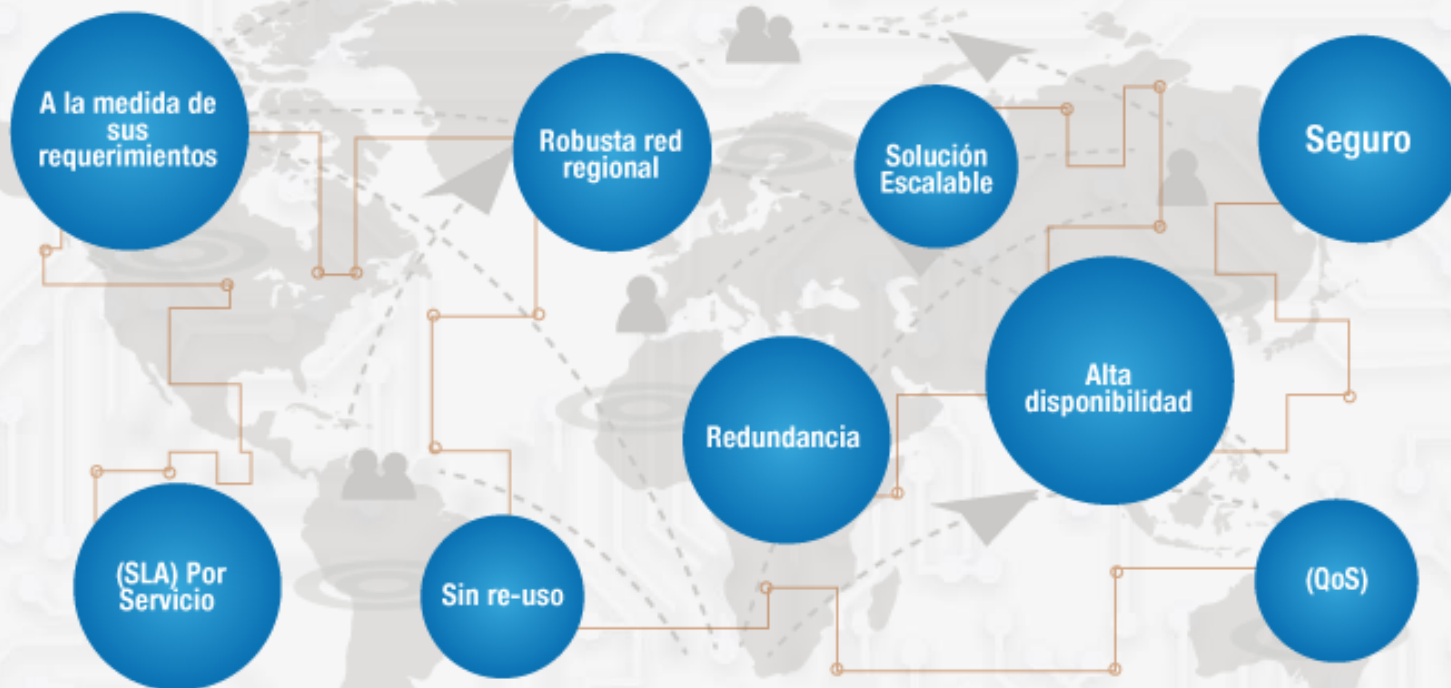 A la medida de
sus
requerimientos
Robusta red
regional
Solución
Escalable
Seguro
Redundancia
Alta
disponibilidad
(SLA) Por
Servicio
Sin re-uso
(QoS)